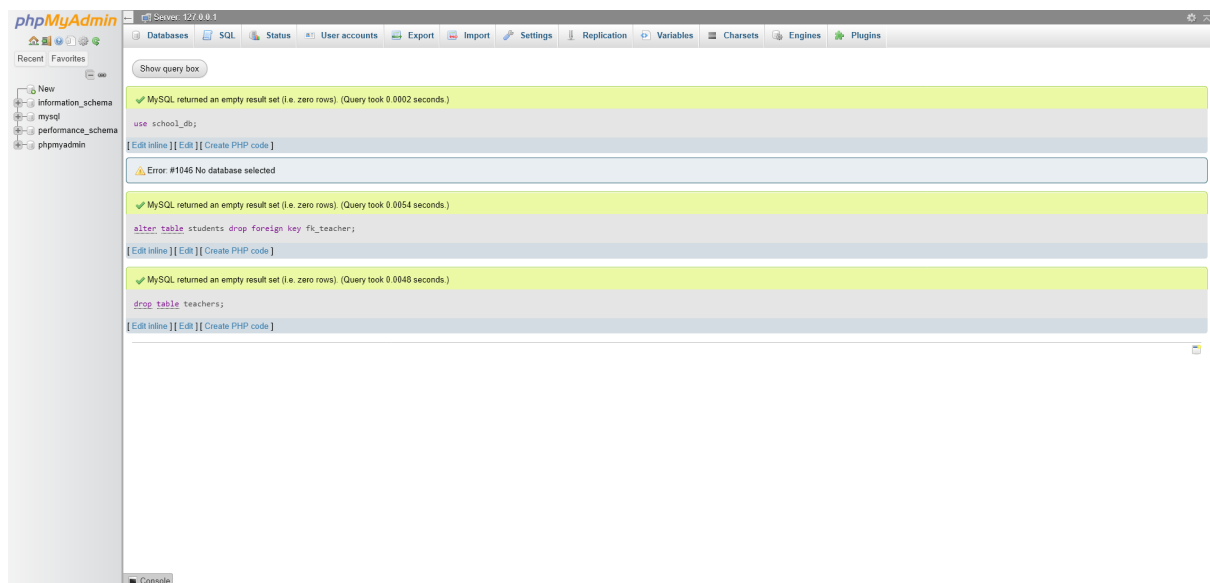 phpMyAdmin
Server: 127.0.0.1
Databases SQL Status User accounts Export Import Settings Replication Variables Charsets Engines Plugins
Recent Favorites
New
information_schema
mysql
performance_schema
phpmyadmin
Show query box
MySQL returned an empty result set (i.e. zero rows). (Query took 0.0002 seconds.)
use school_db;
[ Edit inline ] [ Edit ] [ Create PHP code ]
Error: #1046 No database selected
MySQL returned an empty result set (i.e. zero rows). (Query took 0.0054 seconds.)
alter table students drop foreign key fk_teacher;
[ Edit inline ] [ Edit ] [ Create PHP code ]
MySQL returned an empty result set (i.e. zero rows). (Query took 0.0048 seconds.)
drop table teachers;
[ Edit inline ] [ Edit ] [ Create PHP code ]
Console